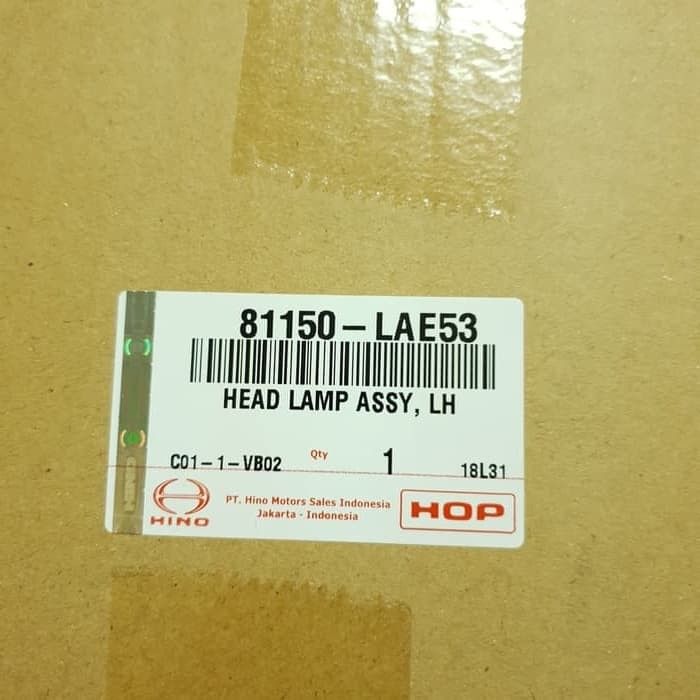 81150-LAE53
HEAD LAMP ASSY, LH
C01-1-VB02 Qty 1 18L31
HINO
HINO
PT. Hino Motors Sales Indonesia
Jakarta - Indonesia
HOP